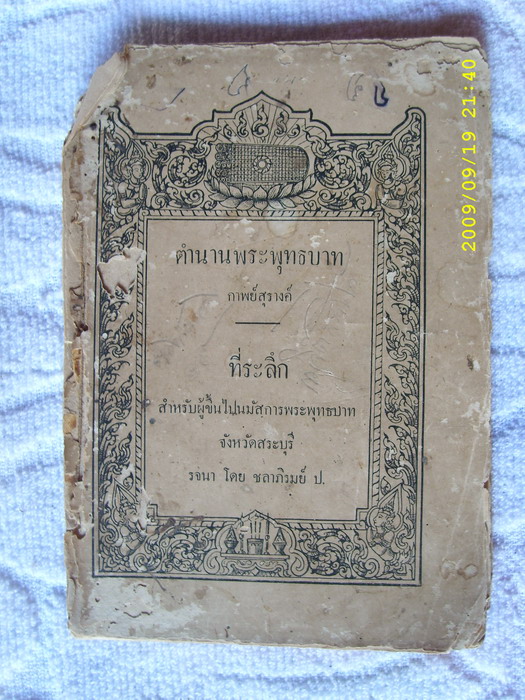 ตำนานพระพุทธบาท
กาพย์สุรางค์
ที่ระลึก
สำหรับผู้ขึ้นไปนมัสการพระพุทธบาท
จังหวัดสระบุรี
รจนา โดย ชลาภิรมย์ ป.
2009/09/19 21:40